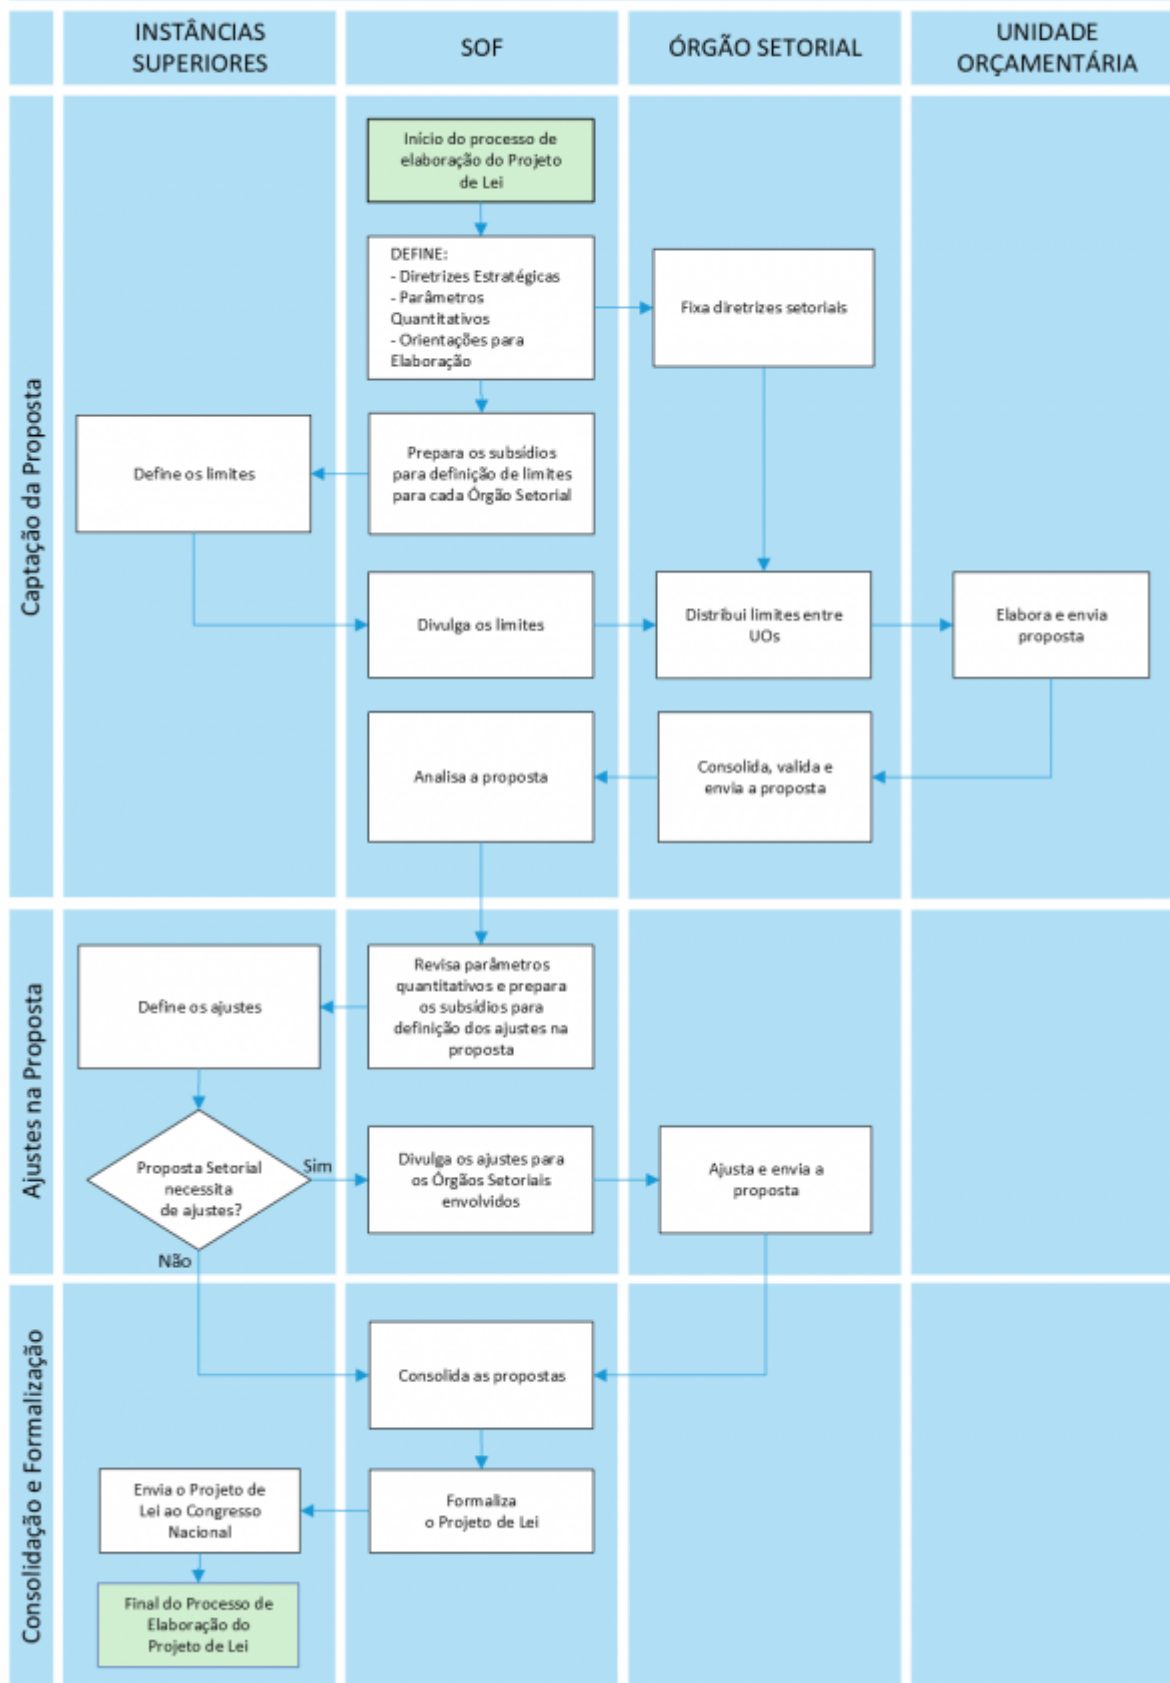 INSTÂNCIAS
SUPERIORES
SOF
ÓRGÃO SETORIAL
UNIDADE
ORÇAMENTÁRIA
Captação da Proposta
Início do processo de
elaboração do Projeto
de Lei
DEFINE:
- Diretrizes Estratégicas
- Parâmetros
Quantitativos
- Orientações para
Elaboração
Fixa diretrizes setoriais
Prepara os subsídios
para definição de limites
para cada Órgão Setorial
Define os limites
Divulga os limites
Distribui limites entre
UOs
Elabora e envia
proposta
Consolida, valida e
envia a proposta
Analisa a proposta
Ajustes na Proposta
Revisa parâmetros
quantitativos e prepara
os subsídios para
definição dos ajustes na
proposta
Define os ajustes
Proposta Setorial
necessita
de ajustes?
Sim
Não
Divulga os ajustes para
os Órgãos Setoriais
envolvidos
Ajusta e envia a
proposta
Consolidação e Formalização
Consolida as propostas
Formaliza
o Projeto de Lei
Envia o Projeto de
Lei ao Congresso
Nacional
Final do Processo de
Elaboração do
Projeto de Lei